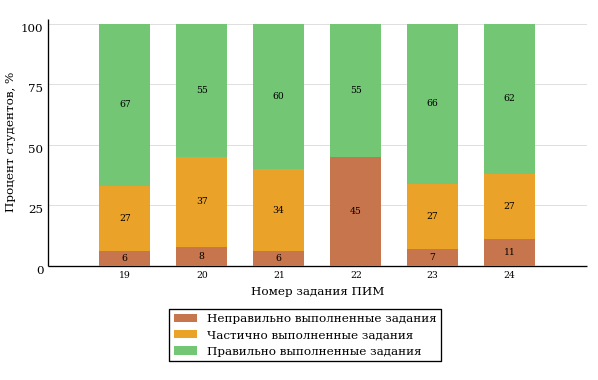 100
75
50
25
0
Процент студентов, %
67 55 60 55 66 62
27 37 34 45 27 27
6 8 6 7 11
19 20 21 22 23 24
Номер задания ПИМ
Неправильно выполненные задания
Частично выполненные задания
Правильно выполненные задания